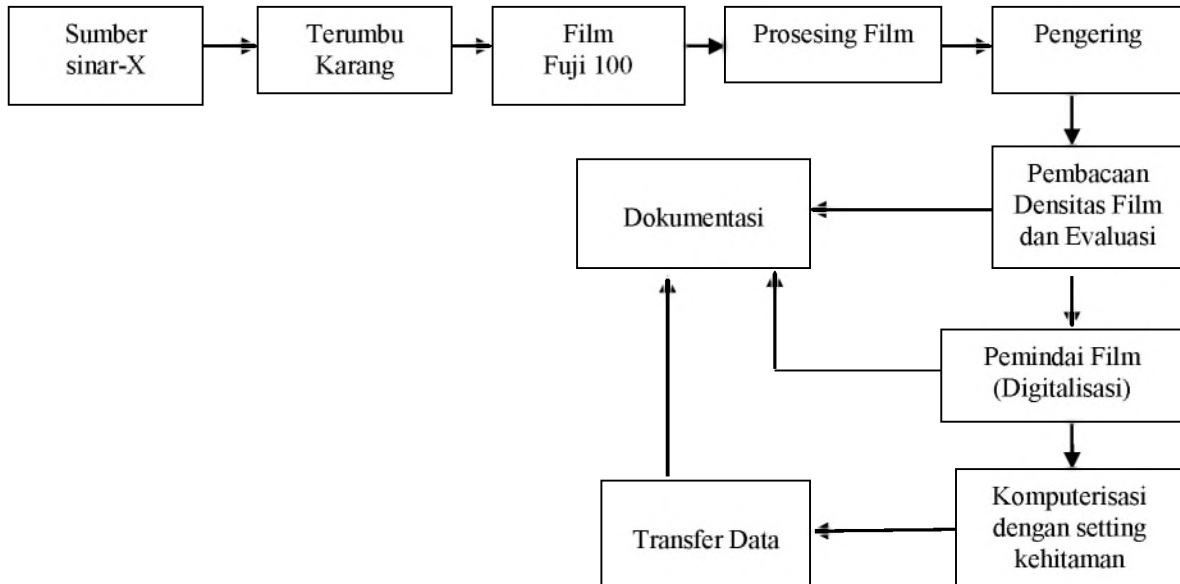 Sumber
sinar-X
Terumbu
Karang
Film
Fuji 100
Prosesing Film
Pengering
Pembacaan
Densitas Film
dan Evaluasi
Dokumentasi
Pemindai Film
(Digitalisasi)
Komputerisasi
dengan setting
kehitaman
Transfer Data